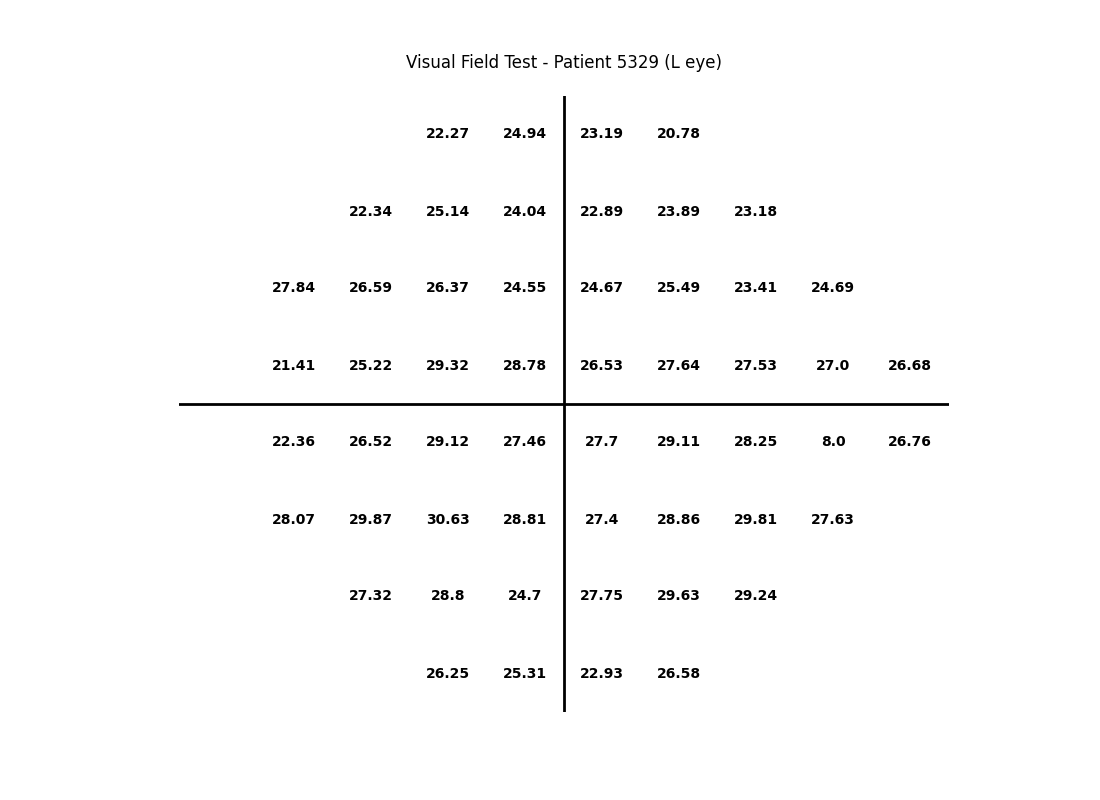 Visual Field Test - Patient 5329 (L eye)
22.27 24.94 23.19 20.78
22.34 25.14 24.04 22.89 23.89 23.18
27.84 26.59 26.37 24.55 24.67 25.49 23.41 24.69
21.41 25.22 29.32 28.78 26.53 27.64 27.53 27.0 26.68
22.36 26.52 29.12 27.46 27.7 29.11 28.25 8.0 26.76
28.07 29.87 30.63 28.81 27.4 28.86 29.81 27.63
27.32 28.8 24.7 27.75 29.63 29.24
26.25 25.31 22.93 26.58